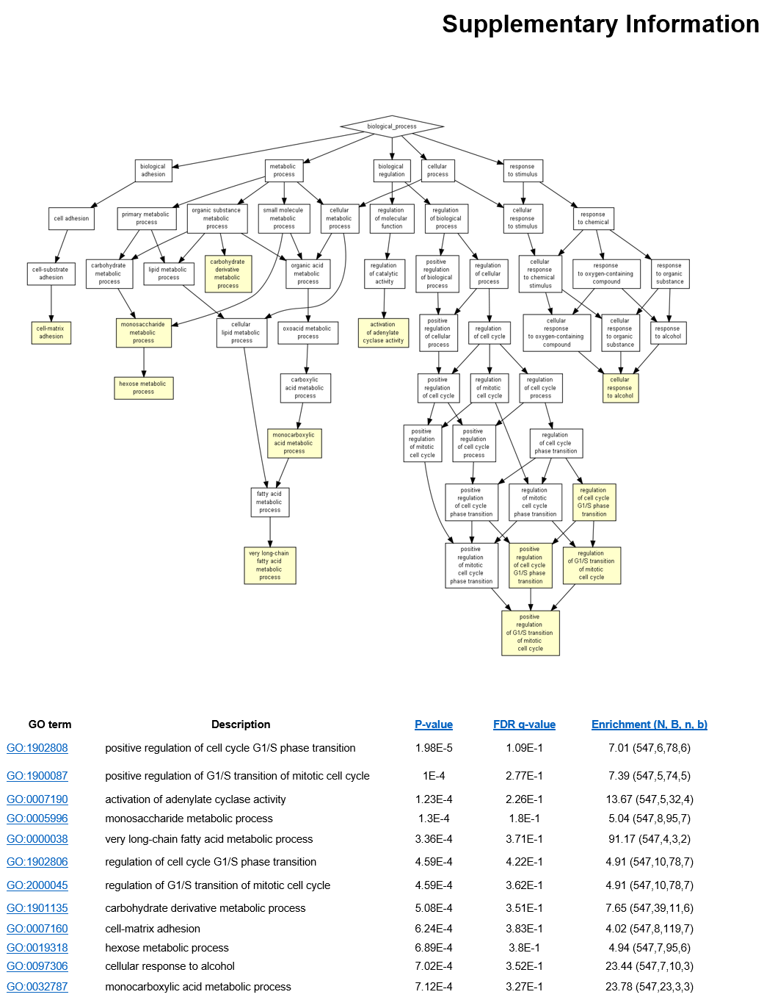 Supplementary Information
biological_process
biological
adhesion
metabolic
process
biological
regulation
cellular
process
response
to stimulus
cell adhesion
primary metabolic
process
organic substance
metabolic
process
small molecule
metabolic
process
cellular
metabolic
process
regulation
of molecular
function
regulation
of biological
process
cellular
response
to stimulus
response
to chemical
cell-substrate
adhesion
carbohydrate
metabolic
process
lipid metabolic
process
carbohydrate
derivative
metabolic
process
organic acid
metabolic
process
regulation
of catalytic
activity
positive
regulation
of biological
process
regulation
of cellular
process
cellular
response
to chemical
stimulus
response
to oxygen-containing
compound
response
to organic
substance
cell-matrix
adhesion
monosaccharide
metabolic
process
cellular
lipid metabolic
process
oxoacid metabolic
process
activation
of adenylate
cyclase activity
positive
regulation
of cellular
process
regulation
of cell cycle
cellular
response
to oxygen-containing
compound
cellular
response
to organic
substance
response
to alcohol
hexose metabolic
process
carboxylic
acid metabolic
process
positive
regulation
of cell cycle
regulation
of mitotic
cell cycle
regulation
of cell cycle
process
cellular
response
to alcohol
monocarboxylic
acid metabolic
process
positive
regulation
of mitotic
cell cycle
positive
regulation
of cell cycle
process
regulation
of cell cycle
phase transition
fatty acid
metabolic
process
positive
regulation
of cell cycle
phase transition
regulation
of mitotic
cell cycle
phase transition
regulation
of cell cycle
G1/S phase
transition
very long-chain
fatty acid
metabolic
process
positive
regulation
of mitotic
cell cycle
phase transition
positive
regulation
of cell cycle
G1/S phase
transition
regulation
of G1/S transition
of mitotic
cell cycle
positive
regulation
of G1/S transition
of mitotic
cell cycle
GO term Description P-value FDR q-value Enrichment (N, B, n, b)
GO:1902808 positive regulation of cell cycle G1/S phase transition 1.98E-5 1.09E-1 7.01 (547,6,78,6)
GO:1900087 positive regulation of G1/S transition of mitotic cell cycle 1E-4 2.77E-1 7.39 (547,5,74,5)
GO:0007190 activation of adenylate cyclase activity 1.23E-4 2.26E-1 13.67 (547,5,32,4)
GO:0005996 monosaccharide metabolic process 1.3E-4 1.8E-1 5.04 (547,8,95,7)
GO:0000038 very long-chain fatty acid metabolic process 3.36E-4 3.71E-1 91.17 (547,4,3,2)
GO:1902806 regulation of cell cycle G1/S phase transition 4.59E-4 4.22E-1 4.91 (547,10,78,7)
GO:2000045 regulation of G1/S transition of mitotic cell cycle 4.59E-4 3.62E-1 4.91 (547,10,78,7)
GO:1901135 carbohydrate derivative metabolic process 5.08E-4 3.51E-1 7.65 (547,39,11,6)
GO:0007160 cell-matrix adhesion 6.24E-4 3.83E-1 4.02 (547,8,119,7)
GO:0019318 hexose metabolic process 6.89E-4 3.8E-1 4.94 (547,7,95,6)
GO:0097306 cellular response to alcohol 7.02E-4 3.52E-1 23.44 (547,7,10,3)
GO:0032787 monocarboxylic acid metabolic process 7.12E-4 3.27E-1 23.78 (547,23,3,3)